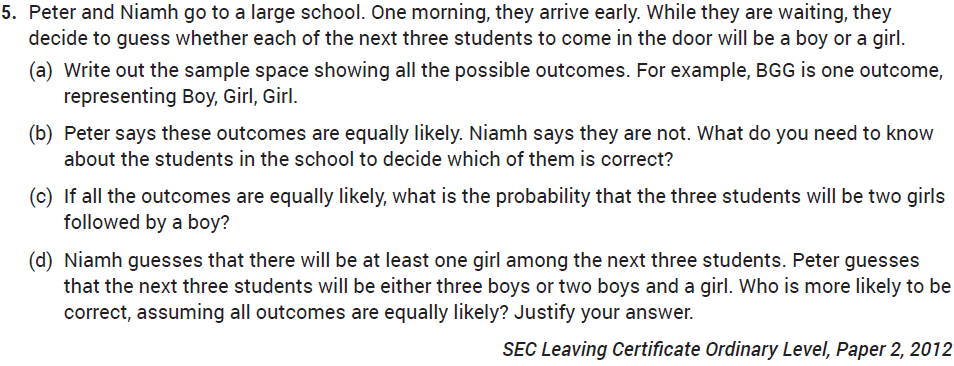 5. Peter and Niamh go to a large school. One morning, they arrive early. While they are waiting, they
decide to guess whether each of the next three students to come in the door will be a boy or a girl.
(a) Write out the sample space showing all the possible outcomes. For example, BGG is one outcome,
representing Boy, Girl, Girl.
(b) Peter says these outcomes are equally likely. Niamh says they are not. What do you need to know
about the students in the school to decide which of them is correct?
(c) If all the outcomes are equally likely, what is the probability that the three students will be two girls
followed by a boy?
(d) Niamh guesses that there will be at least one girl among the next three students. Peter guesses
that the next three students will be either three boys or two boys and a girl. Who is more likely to be
correct, assuming all outcomes are equally likely? Justify your answer.
SEC Leaving Certificate Ordinary Level, Paper 2, 2012